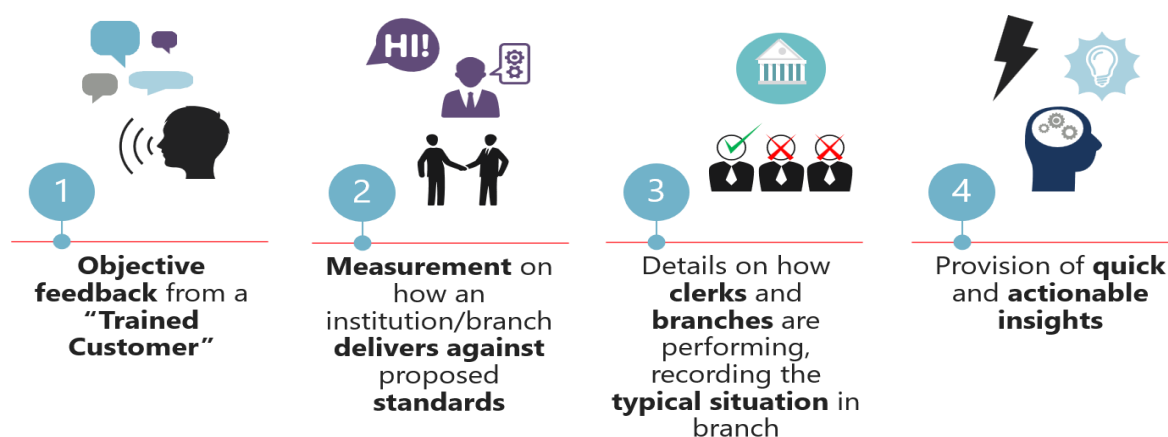 HI!
1
Objective
feedback from a
“Trained
Customer”
2
Measurement on
how an
institution/branch
delivers against
proposed
standards
3
Details on how
clerks and
branches are
performing,
recording the
typical situation in
branch
4
Provision of quick
and actionable
insights